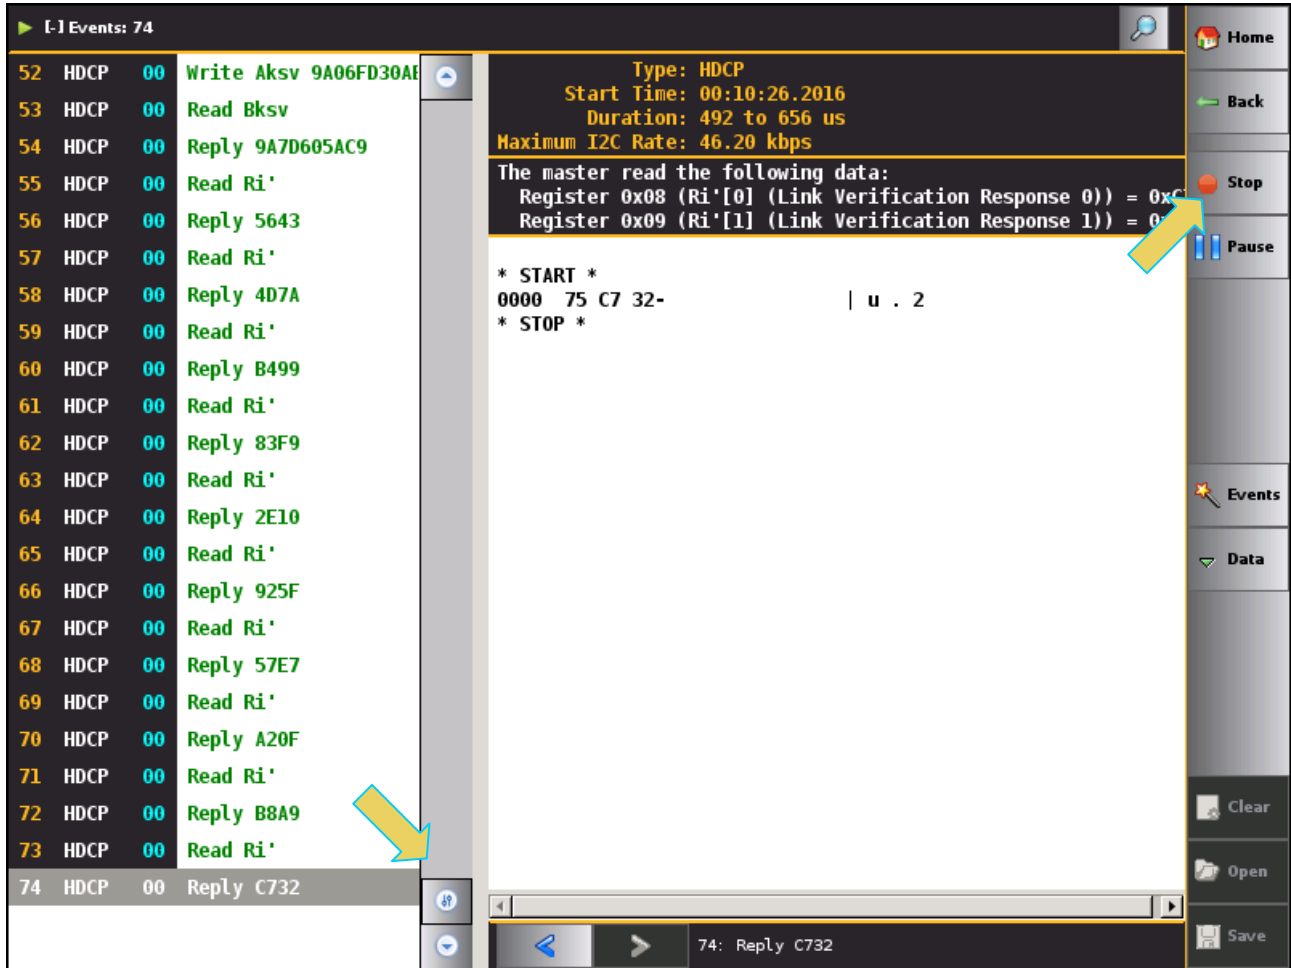 [-] Events: 74
52 HDCP 00 Write Aksv 9A06FD30A
53 HDCP 00 Read Bksv
54 HDCP 00 Reply 9A7D605AC9
55 HDCP 00 Read Ri'
56 HDCP 00 Reply 5643
57 HDCP 00 Read Ri'
58 HDCP 00 Reply 4D7A
59 HDCP 00 Read Ri'
60 HDCP 00 Reply B499
61 HDCP 00 Read Ri'
62 HDCP 00 Reply 83F9
63 HDCP 00 Read Ri'
64 HDCP 00 Reply 2E10
65 HDCP 00 Read Ri'
66 HDCP 00 Reply 925F
67 HDCP 00 Read Ri'
68 HDCP 00 Reply 57E7
69 HDCP 00 Read Ri'
70 HDCP 00 Reply A20F
71 HDCP 00 Read Ri'
72 HDCP 00 Reply B8A9
73 HDCP 00 Read Ri'
74 HDCP 00 Reply C732
Type: HDCP
Start Time: 00:10:26.2016
Duration: 492 to 656 us
Maximum I2C Rate: 46.20 kbps
The master read the following data:
Register 0x08 (Ri'[0] (Link Verification Response 0)) =
Register 0x09 (Ri'[1] (Link Verification Response 1)) =
* START *
0000 75 C7 32- | u . 2
* STOP *
74: Reply C732
Home
Back
Stop
Pause
Events
Data
Clear
Open
Save